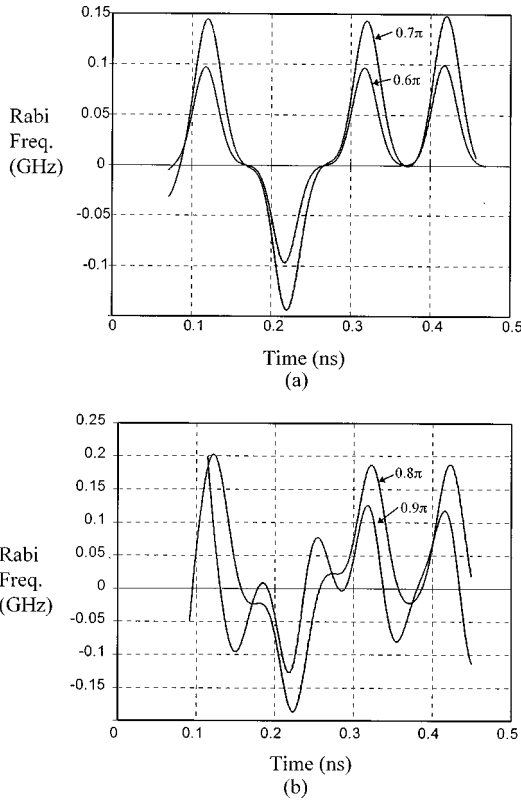 0.15
0.7π
0.1
0.6π
0.05
Rabi
Freq.
(GHz)
0
-0.05
-0.1
0 0.1 0.2 0.3 0.4 0.5
Time (ns)
(a)
0.25
0.2
0.8π
0.15
0.9π
0.1
0.05
Rabi
Freq.
(GHz)
0
-0.05
-0.1
-0.15
0 0.1 0.2 0.3 0.4 0.5
Time (ns)
(b)